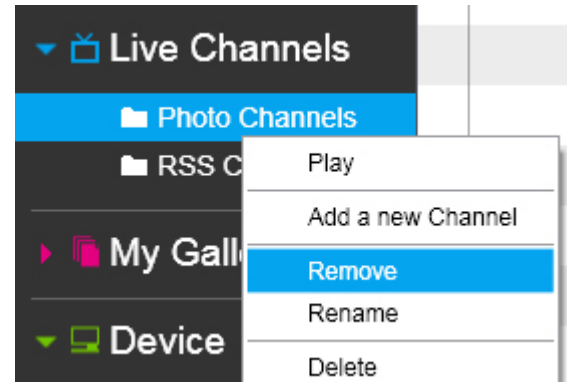 Live Channels
Photo Channels
RSS C
My Gall
Device
Play
Add a new Channel
Remove
Rename
Delete